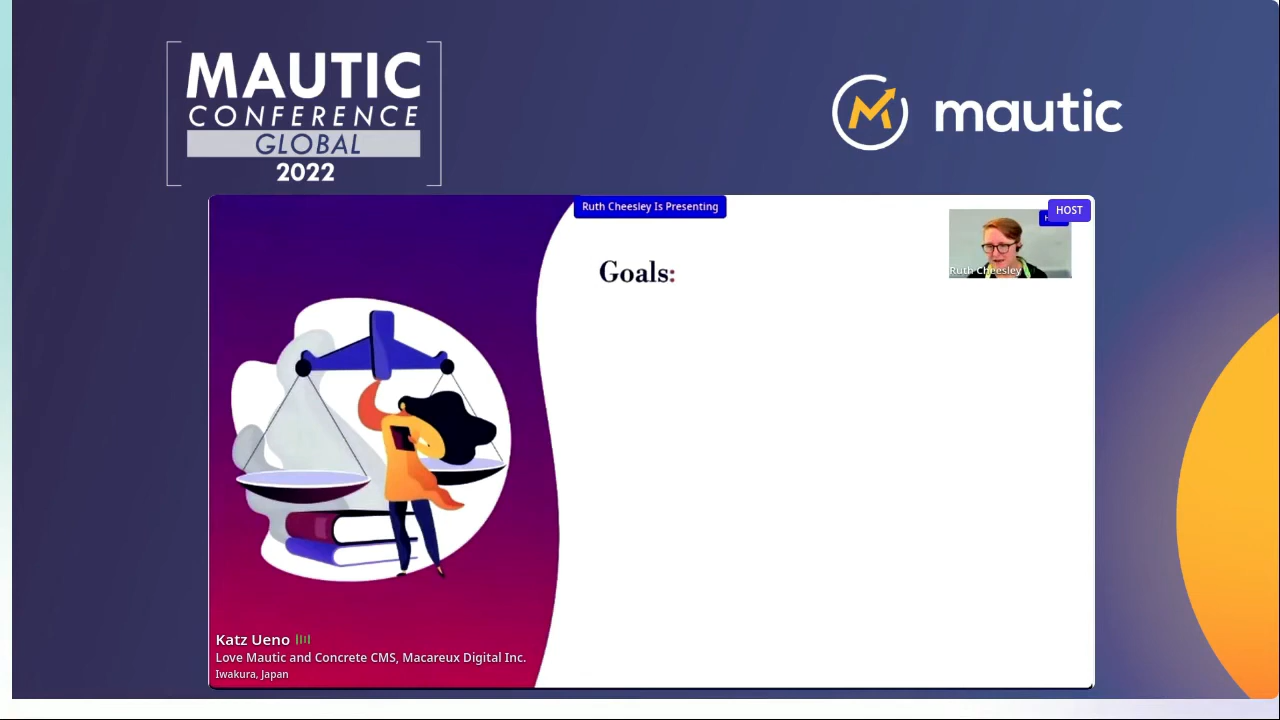 MAUTIC
CONFERENCE
GLOBAL
2022
mautic
Ruth Cheesley Is Presenting
HOST
Ruth Cheesley
Goals:
Katz Ueno
Love Mautic and Concrete CMS, Macareux Digital Inc.
Iwakura, Japan